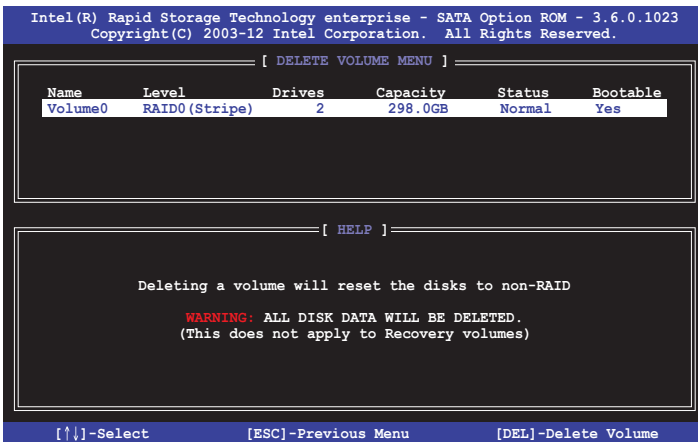 Intel(R) Rapid Storage Technology enterprise - SATA Option ROM - 3.6.0.1023
Copyright(C) 2003-12 Intel Corporation. All Rights Reserved.
[ DELETE VOLUME MENU ]
Name Level Drives Capacity Status Bootable
Volume0 RAID0(Stripe) 2 298.0GB Normal Yes
[ HELP ]
Deleting a volume will reset the disks to non-RAID
WARNING: ALL DISK DATA WILL BE DELETED.
(This does not apply to Recovery volumes)
[↑↓]-Select [ESC]-Previous Menu [DEL]-Delete Volume